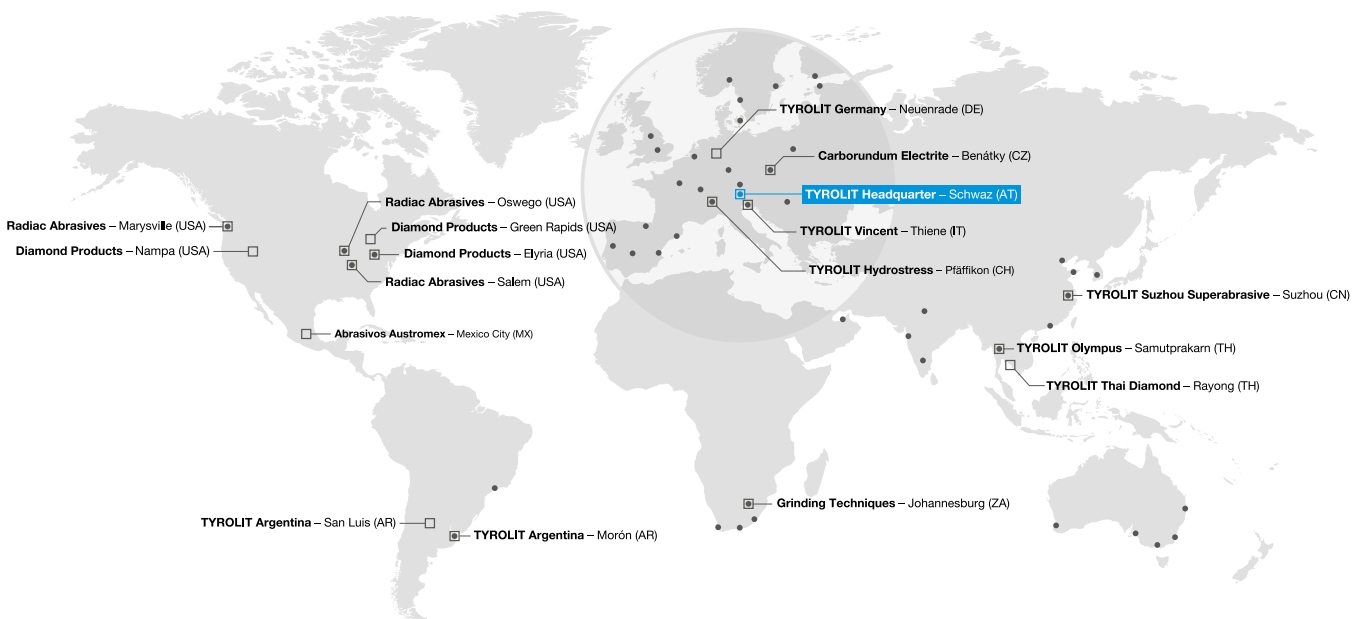 TYROLIT Germany – Neuenrade (DE)
Carborundum Electrite – Benátky (CZ)
TYROLIT Headquarter – Schwaz (AT)
Radiac Abrasives – Oswego (USA)
Radiac Abrasives – Marysville (USA)
Diamond Products – Green Rapids (USA)
TYROLIT Vincent – Thiene (IT)
Diamond Products – Nampa (USA)
Diamond Products – Elyria (USA)
TYROLIT Hydrostress – Pfäffikon (CH)
Radiac Abrasives – Salem (USA)
TYROLIT Suzhou Superabrasive – Suzhou (CN)
Abrasivos Austromex – Mexico City (MX)
TYROLIT Olympus – Samutprakarn (TH)
TYROLIT Thai Diamond – Rayong (TH)
Grinding Techniques – Johannesburg (ZA)
TYROLIT Argentina – San Luis (AR)
TYROLIT Argentina – Morón (AR)